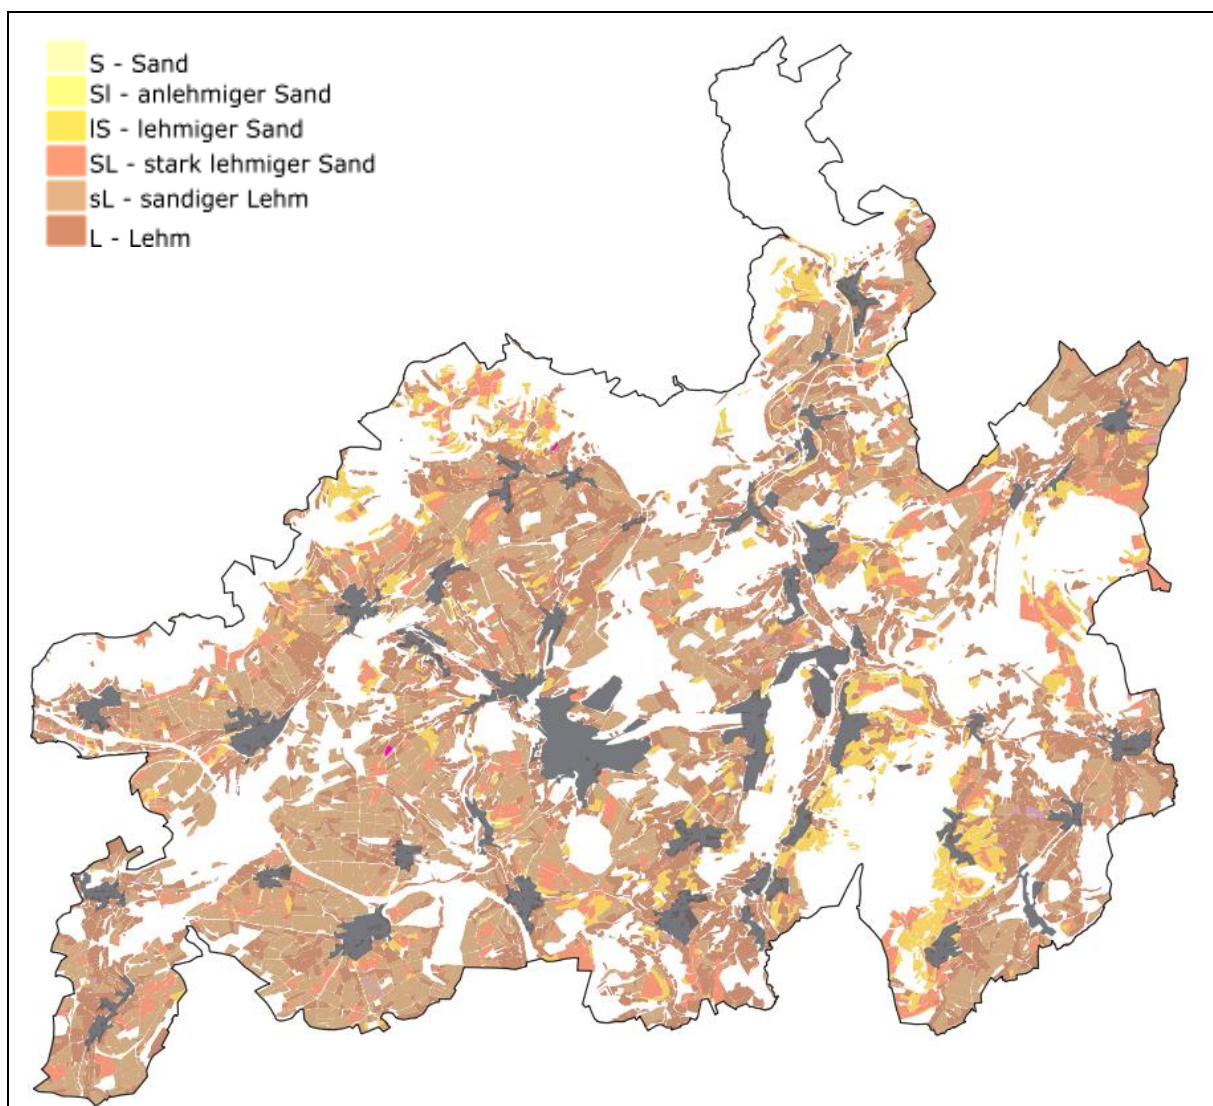 S - Sand
Sl - anlehmiger Sand
lS - lehmiger Sand
SL - stark lehmiger Sand
sL - sandiger Lehm
L - Lehm